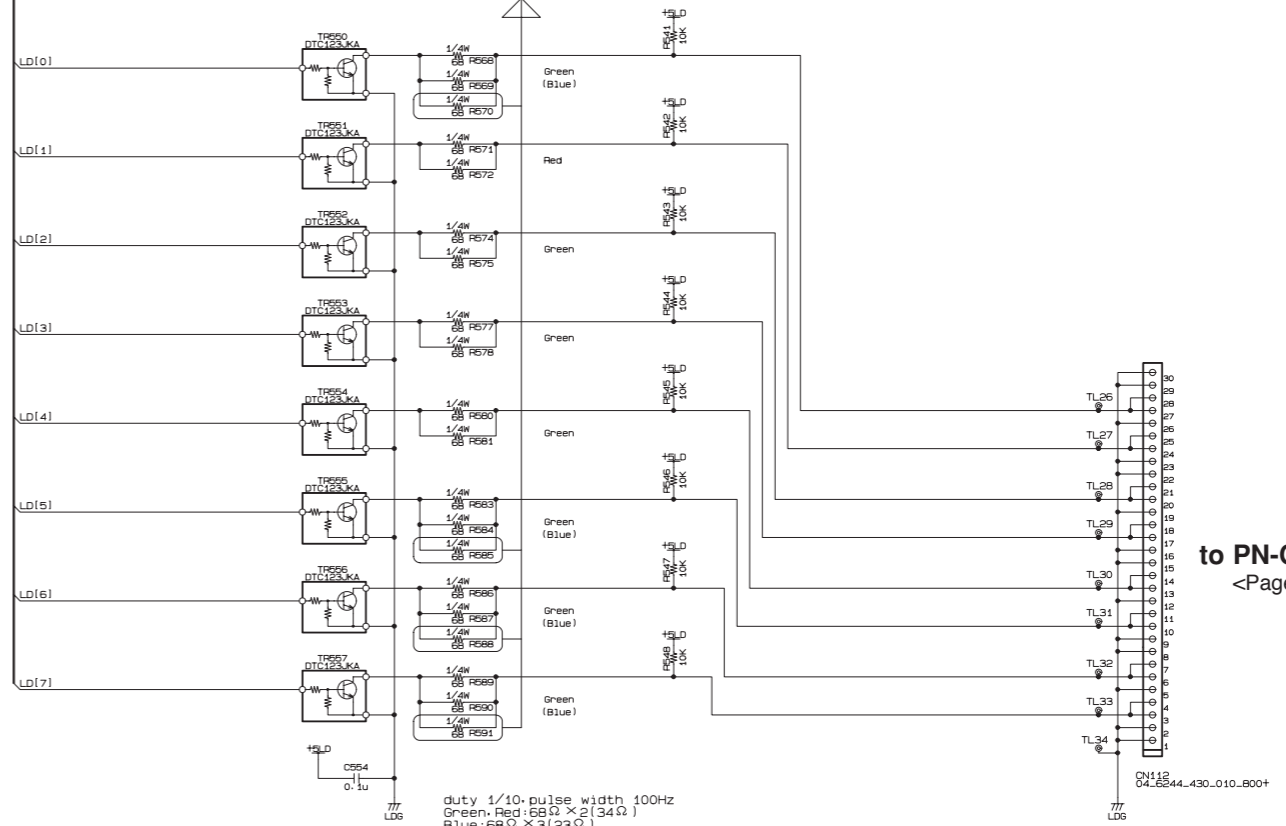 +5LD
R541
10K
LD[0]
TR550
DTC123JKA
1/4W
68 R568
1/4W
68 R569
1/4W
68 R570
Green
(Blue)
+5LD
R542
10K
LD[1]
TR551
DTC123JKA
1/4W
68 R571
1/4W
68 R572
Red
+5LD
R543
10K
LD[2]
TR552
DTC123JKA
1/4W
68 R574
1/4W
68 R575
Green
+5LD
R544
10K
LD[3]
TR553
DTC123JKA
1/4W
68 R577
1/4W
68 R578
Green
+5LD
R545
10K
LD[4]
TR554
DTC123JKA
1/4W
68 R580
1/4W
68 R581
Green
+5LD
R546
10K
LD[5]
TR555
DTC123JKA
1/4W
68 R583
1/4W
68 R584
1/4W
68 R585
Green
(Blue)
+5LD
R547
10K
LD[6]
TR556
DTC123JKA
1/4W
68 R586
1/4W
68 R587
1/4W
68 R588
Green
(Blue)
+5LD
R548
10K
LD[7]
TR557
DTC123JKA
1/4W
68 R589
1/4W
68 R590
1/4W
68 R591
Green
(Blue)
+5LD
C554
0.1u
LDG
duty 1/10.pulse width 100Hz
Green.Red:68Ω×2(34Ω)
Blue:68Ω×3(23Ω)
TL26
TL27
TL28
TL29
TL30
TL31
TL32
TL33
TL34
30
29
28
27
26
25
24
23
22
21
20
19
18
17
16
15
14
13
12
11
10
9
8
7
6
5
4
3
2
1
CN112
04_6244_430_010_800+
LDG
to PN-
<Page